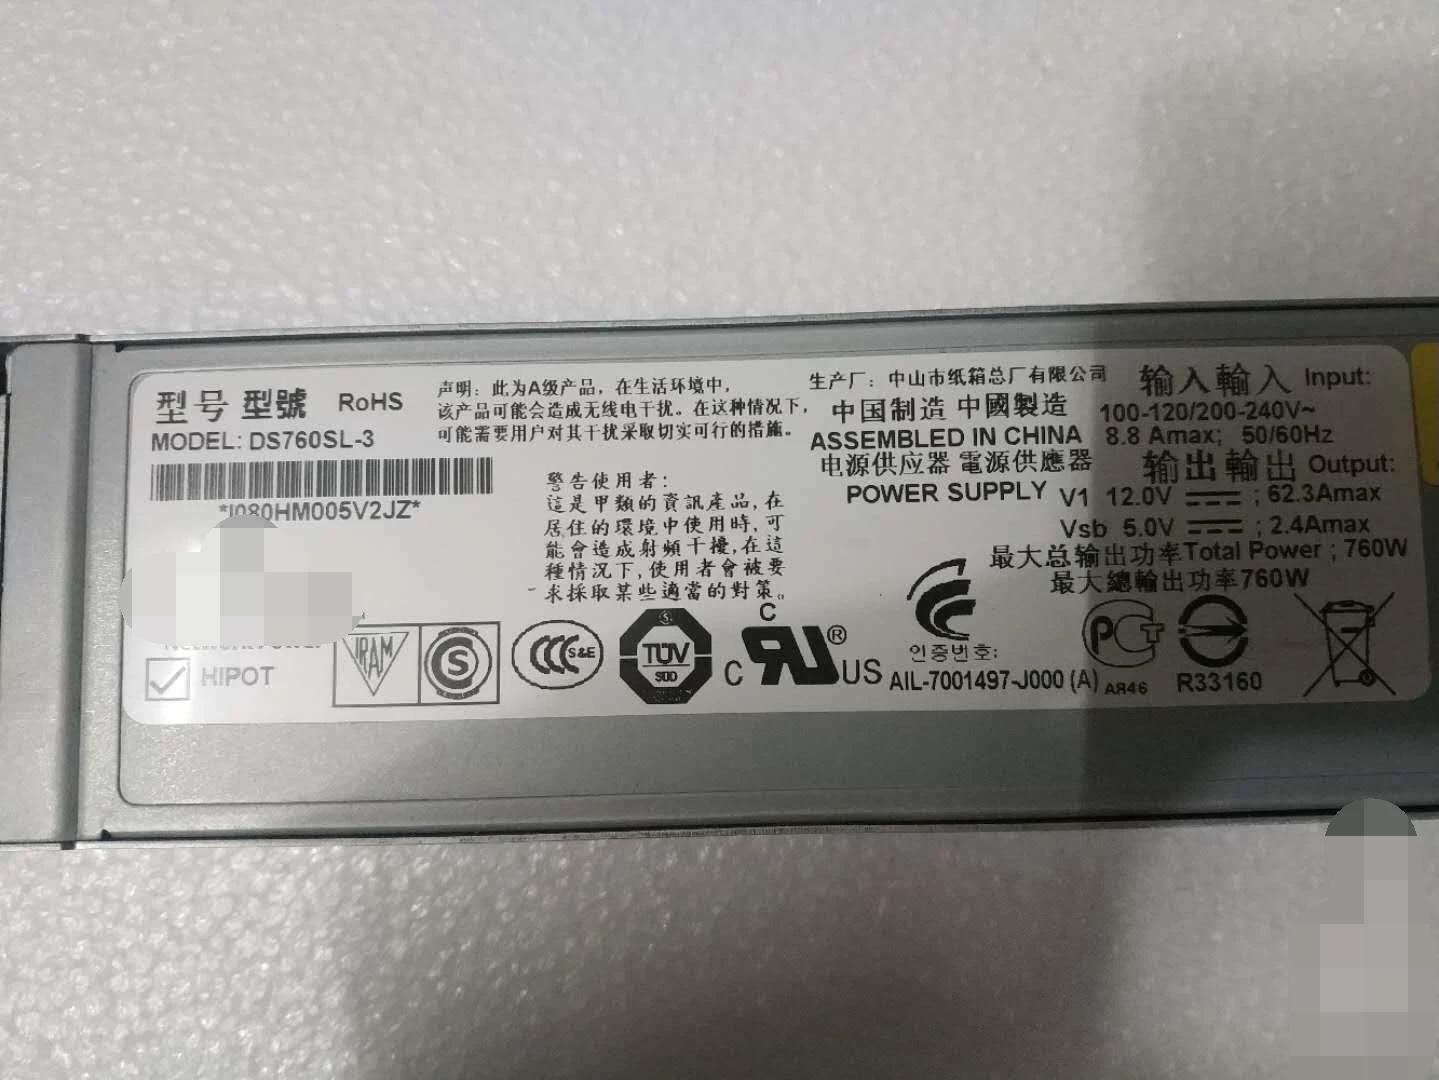 型号 型號 RoHS
MODEL: DS760SL-3
*I080HM005V2JZ*
HIPOT
声明：此为A级产品，在生活环境中，
该产品可能会造成无线电干扰。在这种情况下，
可能需要用户对其干扰采取切实可行的措施。
警告使用者：
這是甲類的資訊產品,在
居住的環境中使用時,可
能會造成射頻干擾,在這
種情況下,使用者會被要
求採取某些適當的對策。
生产厂：中山市纸箱总厂有限公司
中国制造 中國製造
ASSEMBLED IN CHINA
电源供应器 電源供應器
POWER SUPPLY
输入輸入 Input:
100-120/200-240V~
8.8 Amax; 50/60Hz
输出輸出 Output:
V1 12.0V ; 62.3Amax
Vsb 5.0V ; 2.4Amax
最大总输出功率Total Power ; 760W
最大總輸出功率760W
IRAM
S
S&E
TÜV
SÜD
C
C
US
®
인증번호:
AIL-7001497-J000 (A)
PCT
AЯ46
R33160